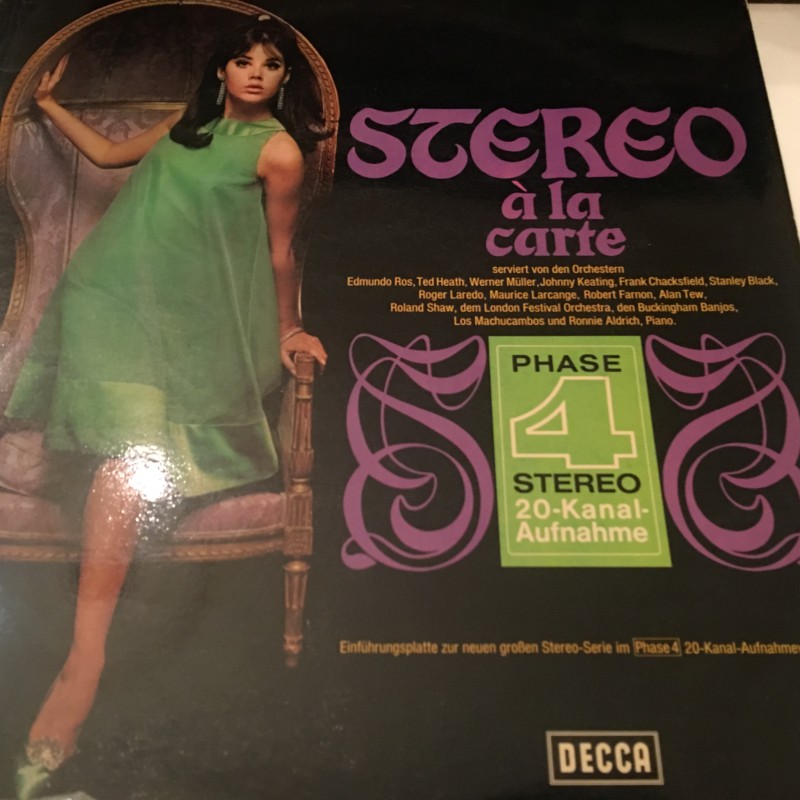 STEREO
à la
carte
serviert von den Orchestern
Edmundo Ros, Ted Heath, Werner Müller, Johnny Keating, Frank Chacksfield, Stanley Black,
Roger Laredo, Maurice Larcange, Robert Farnon, Alan Tew,
Roland Shaw, dem London Festival Orchestra, den Buckingham Banjos,
Los Machucambos und Ronnie Aldrich, Piano.
PHASE
4
STEREO
20-Kanal-
Aufnahme
Einführungsplatte zur neuen großen Stereo-Serie im Phase 4 20-Kanal-Aufnahmev
DECCA